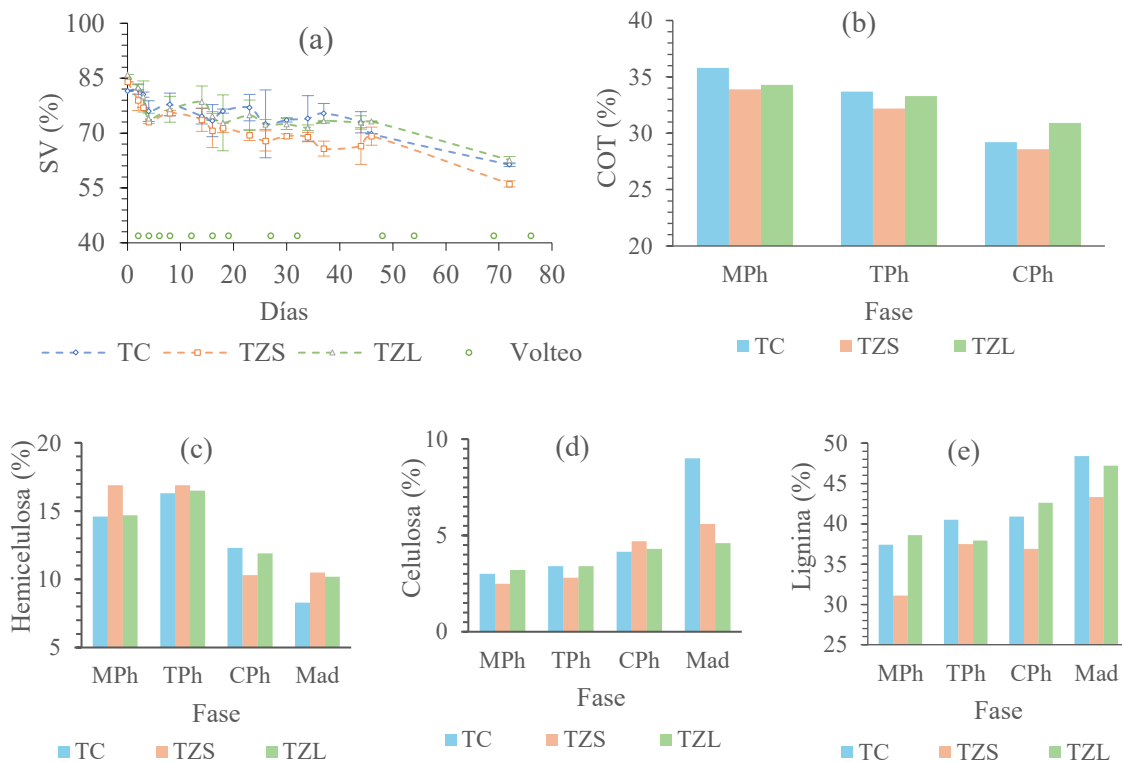 (a)
SV (%)
100
85
70
55
40
0 10 20 30 40 50 60 70 80
Días
TC TZS TZL Volteo
(b)
COT (%)
40
35
30
25
20
MPh TPh CPh
Fase
TC TZS TZL
(c)
Hemicelulosa (%)
20
15
10
5
MPh TPh CPh Mad
Fase
TC TZS TZL
(d)
Celulosa (%)
10
5
0
MPh TPh CPh Mad
Fase
TC TZS TZL
(e)
Lignina (%)
50
45
40
35
30
25
MPh TPh CPh Mad
Fase
TC TZS TZL